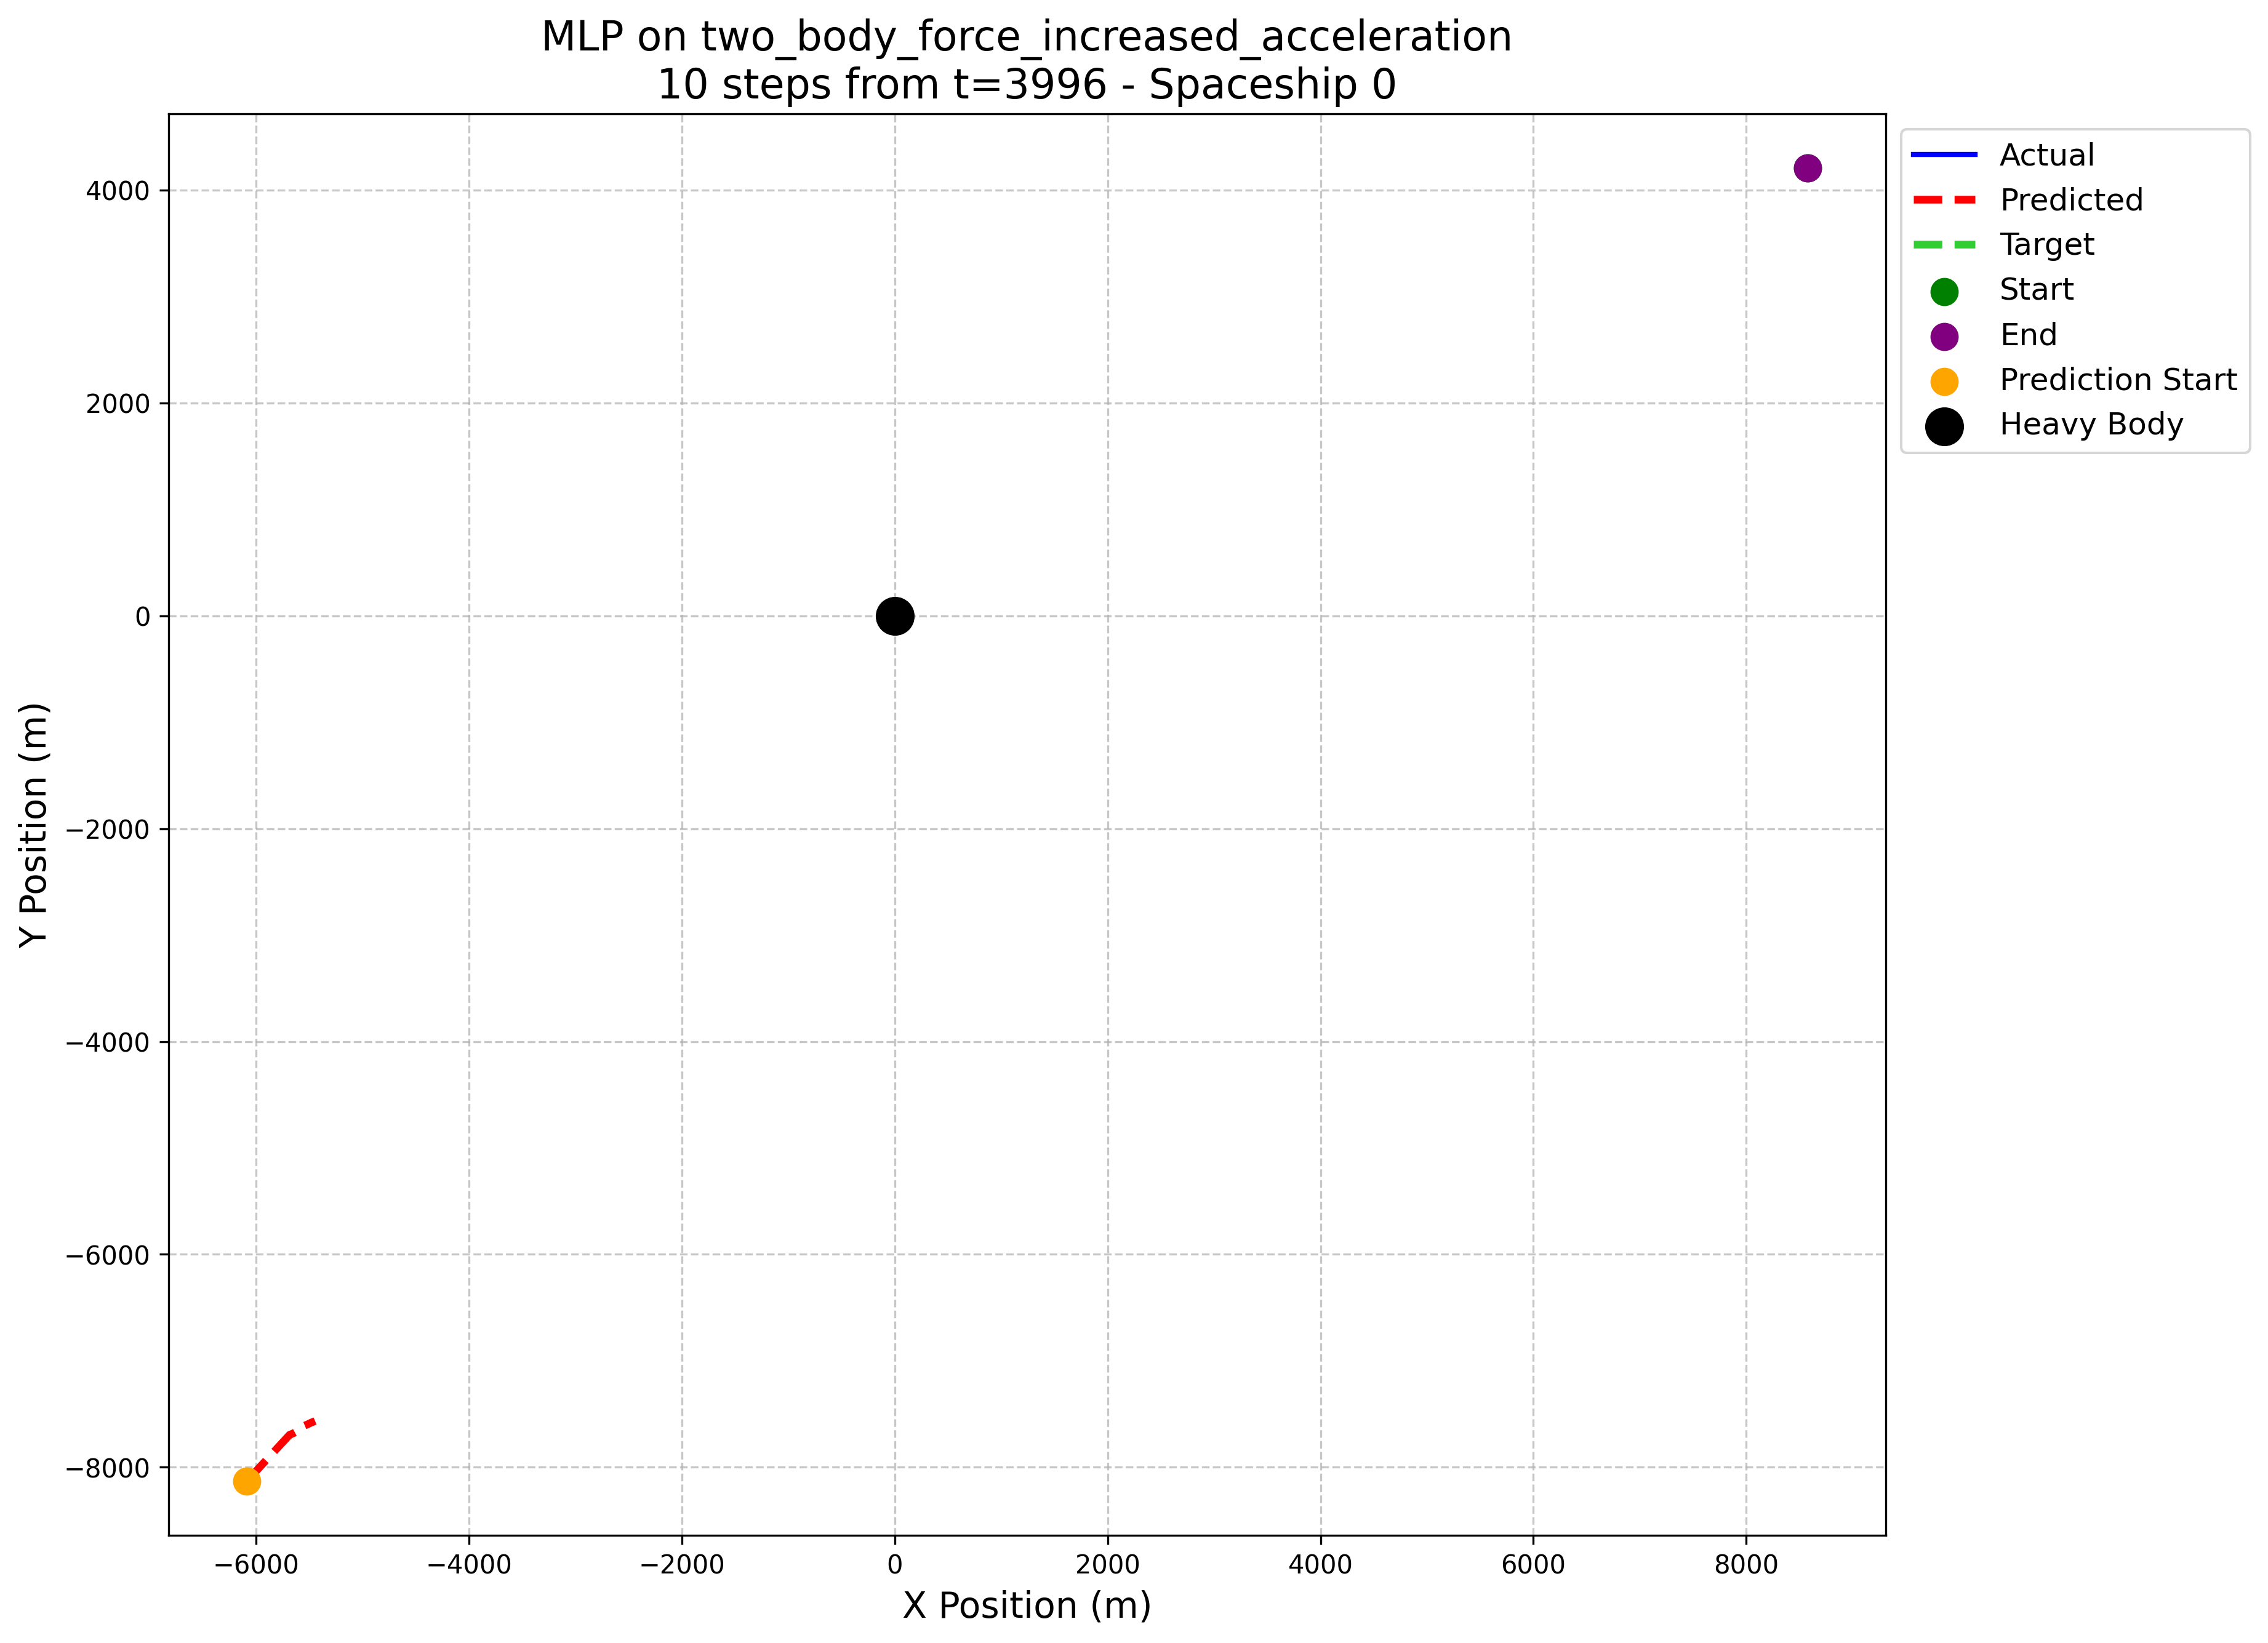 MLP on two_body_force_increased_acceleration
10 steps from t=3996 - Spaceship 0
Actual
Predicted
Target
Start
End
Prediction Start
Heavy Body
Y Position (m)
4000
2000
0
−2000
−4000
−6000
−8000
−6000
−4000
−2000
0
2000
4000
6000
8000
X Position (m)